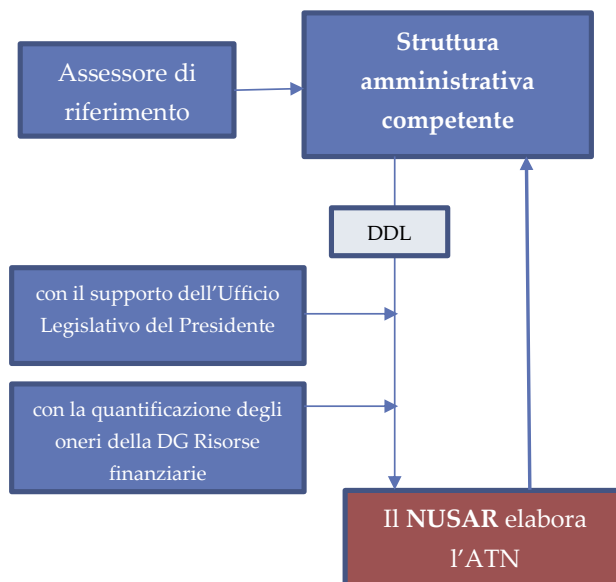 Assessore di
riferimento
Struttura
amministrativa
competente
DDL
con il supporto dell’Ufficio
Legislativo del Presidente
con la quantificazione degli
oneri della DG Risorse
finanziarie
Il NUSAR elabora
l’ATN